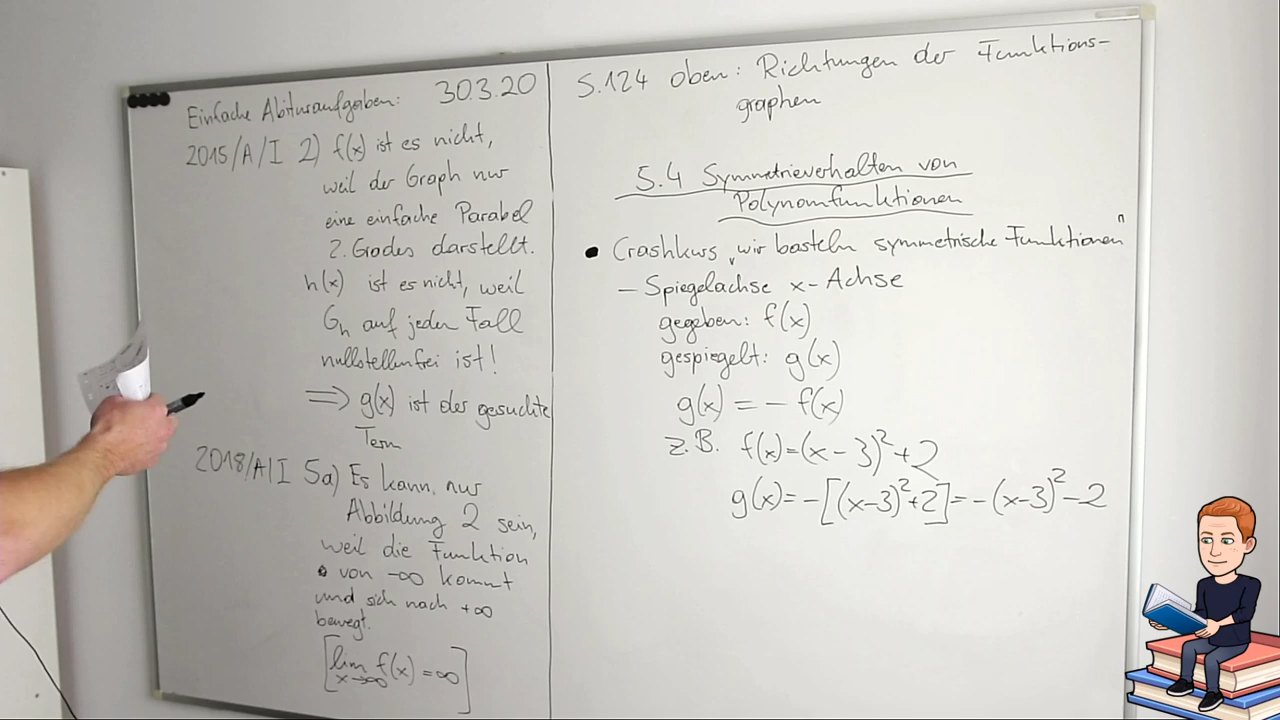 Einfache Abituraufgaben: 30.3.20
2015/A/I 2) f(x) ist es nicht,
weil der Graph nur
eine einfache Parabel
2. Grades darstellt.
h(x) ist es nicht, weil
Gₕ auf jeden Fall
nullstellenfrei ist!
⟹ g(x) ist der gesuchte
Term
2018/A/I 5a) Es kann nur
Abbildung 2 sein,
weil die Funktion
von -∞ kommt
und sich nach +∞
bewegt.
[lim x→∞ f(x) = ∞]
S.124 oben: Richtungen der Funktions-
graphen
5.4 Symmetrieverhalten von
Polynomfunktionen
• Crashkurs „wir basteln symmetrische Funktionen"
– Spiegelachse x-Achse
gegeben: f(x)
gespiegelt: g(x)
g(x) = - f(x)
z.B. f(x)=(x-3)²+2
g(x)=-[(x-3)²+2]=-(x-3)²-2